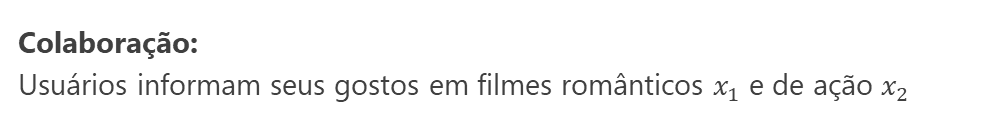 Colaboração:
Usuários informam seus gostos em filmes românticos 𝑥₁ e de ação 𝑥₂